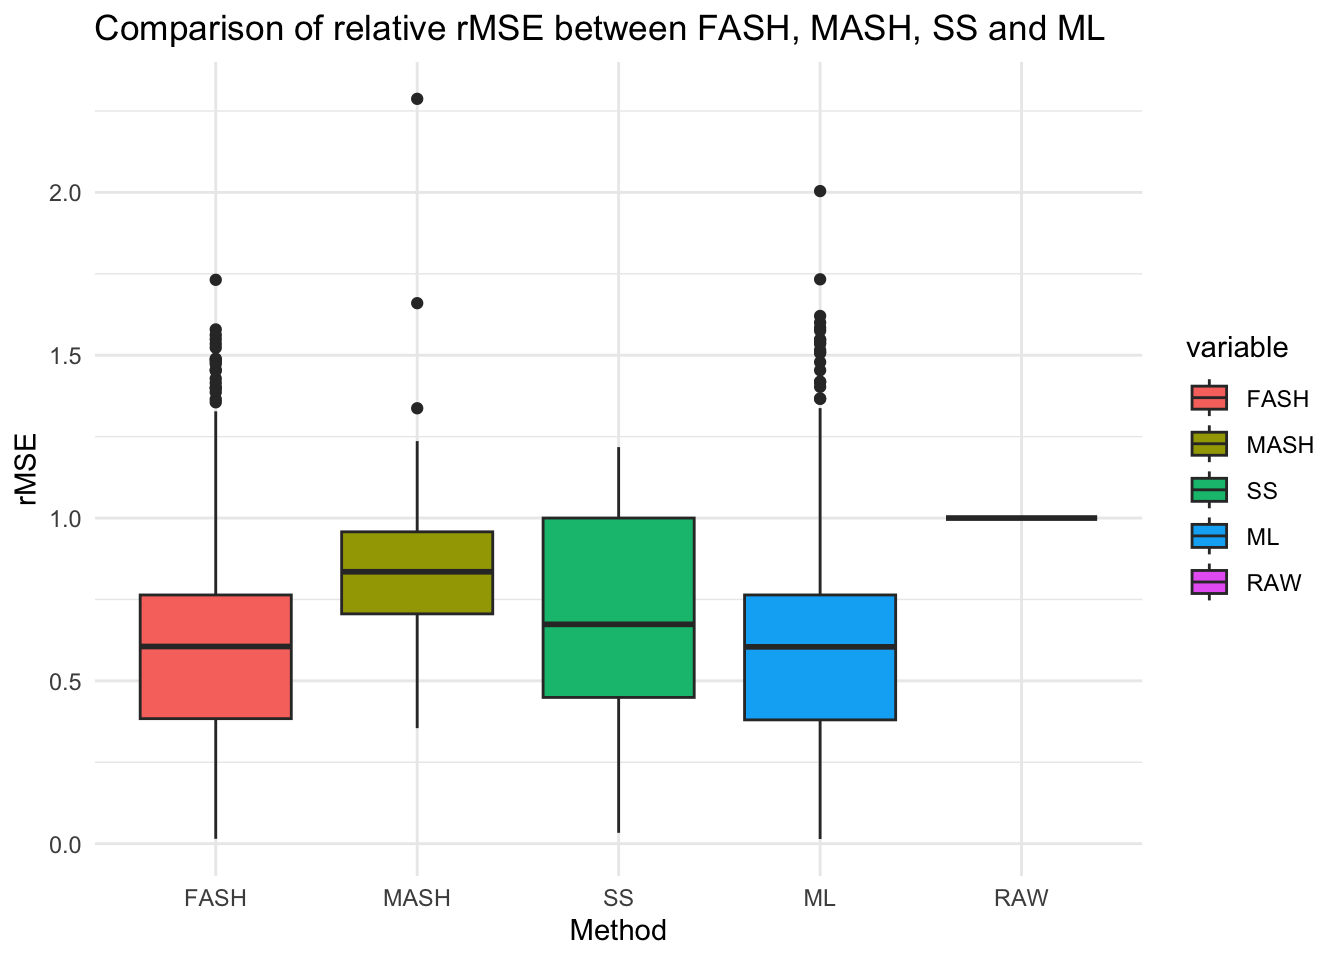 Comparison of relative rMSE between FASH, MASH, SS and ML
rMSE
2.0
1.5
1.0
0.5
0.0
FASH MASH SS ML RAW
Method
variable
FASH
MASH
SS
ML
RAW